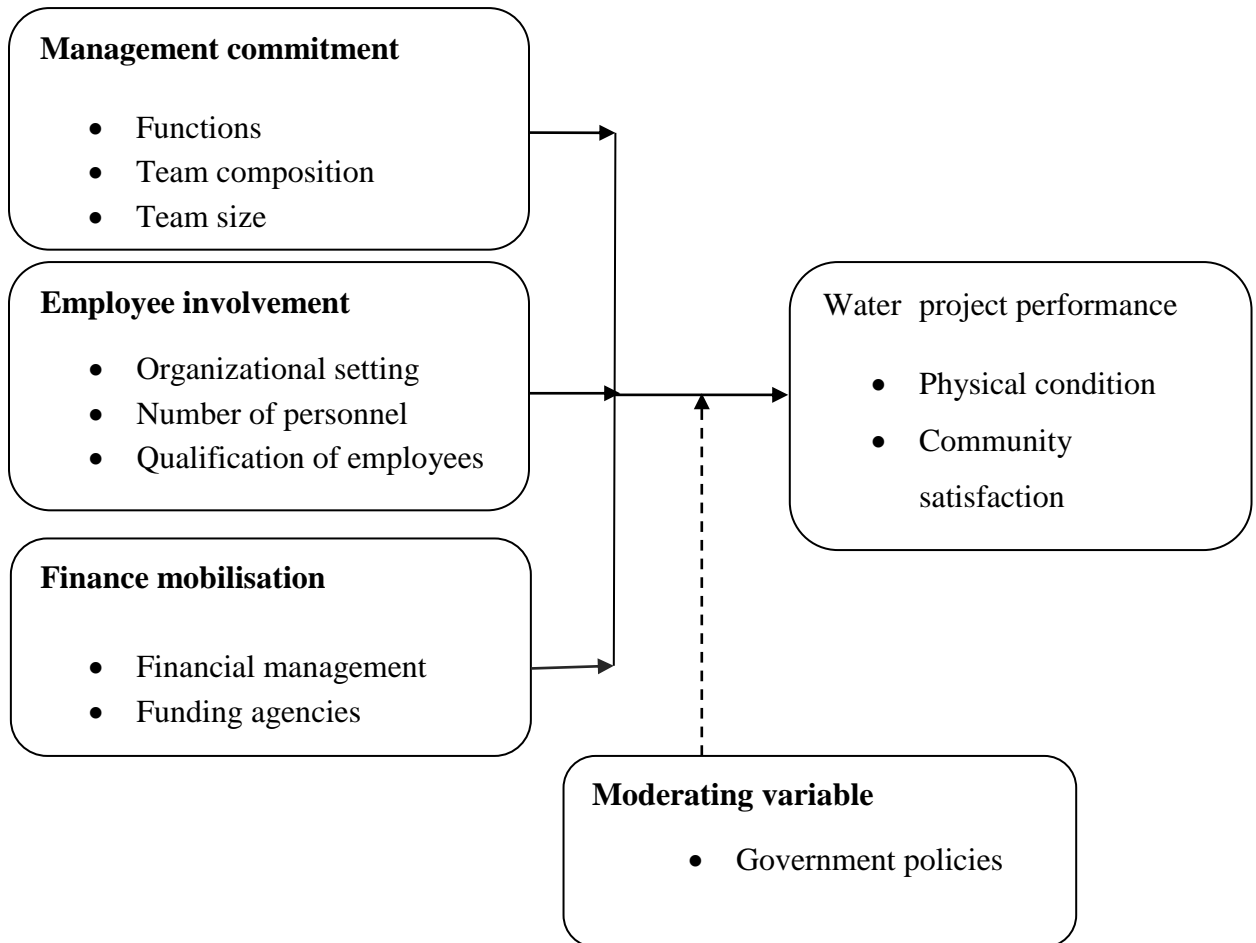 Management commitment
• Functions
• Team composition
• Team size
Employee involvement
• Organizational setting
• Number of personnel
• Qualification of employees
Finance mobilisation
• Financial management
• Funding agencies
Water project performance
• Physical condition
• Community
satisfaction
Moderating variable
• Government policies